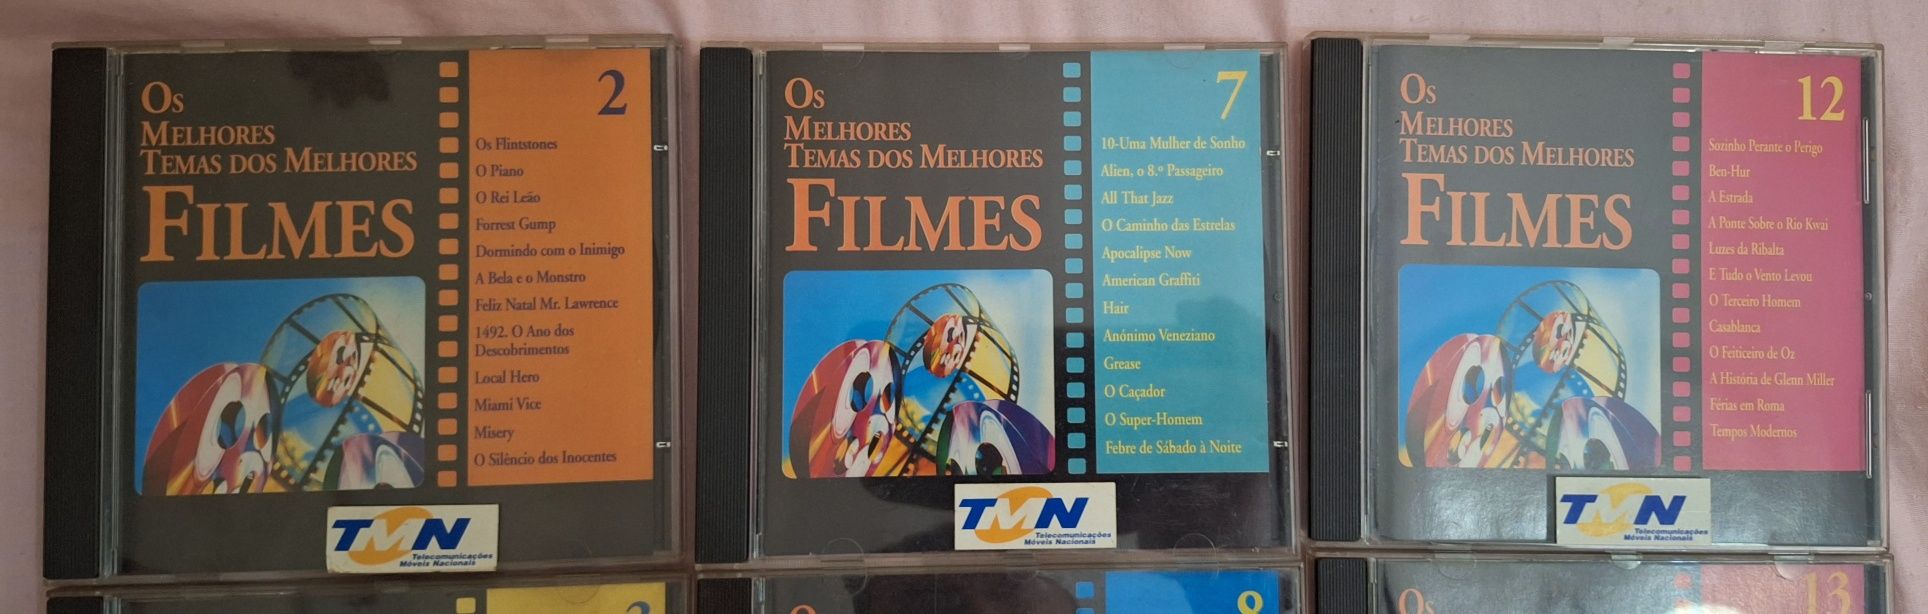 Os
Melhores
Temas dos Melhores
Filmes
2
Os Flintstones
O Piano
O Rei Leão
Forrest Gump
Dormindo com o Inimigo
A Bela e o Monstro
Feliz Natal Mr. Lawrence
1492. O Ano dos
Descobrimentos
Local Hero
Miami Vice
Misery
O Silêncio dos Inocentes
TMN
Telecomunicações
Móveis Nacionais
Os
Melhores
Temas dos Melhores
Filmes
7
10-Uma Mulher de Sonho
Alien, o 8.º Passageiro
All That Jazz
O Caminho das Estrelas
Apocalipse Now
American Graffiti
Hair
Anónimo Veneziano
Grease
O Caçador
O Super-Homem
Febre de Sábado à Noite
TMN
Telecomunicações
Móveis Nacionais
Os
Melhores
Temas dos Melhores
Filmes
12
Sozinho Perante o Perigo
Ben-Hur
A Estrada
A Ponte Sobre o Rio Kwai
Luzes da Ribalta
E Tudo o Vento Levou
O Terceiro Homem
Casablanca
O Feiticeiro de Oz
A História de Glenn Miller
Férias em Roma
Tempos Modernos
TMN
Telecomunicações
Móveis Nacionais
3
8
Os
13